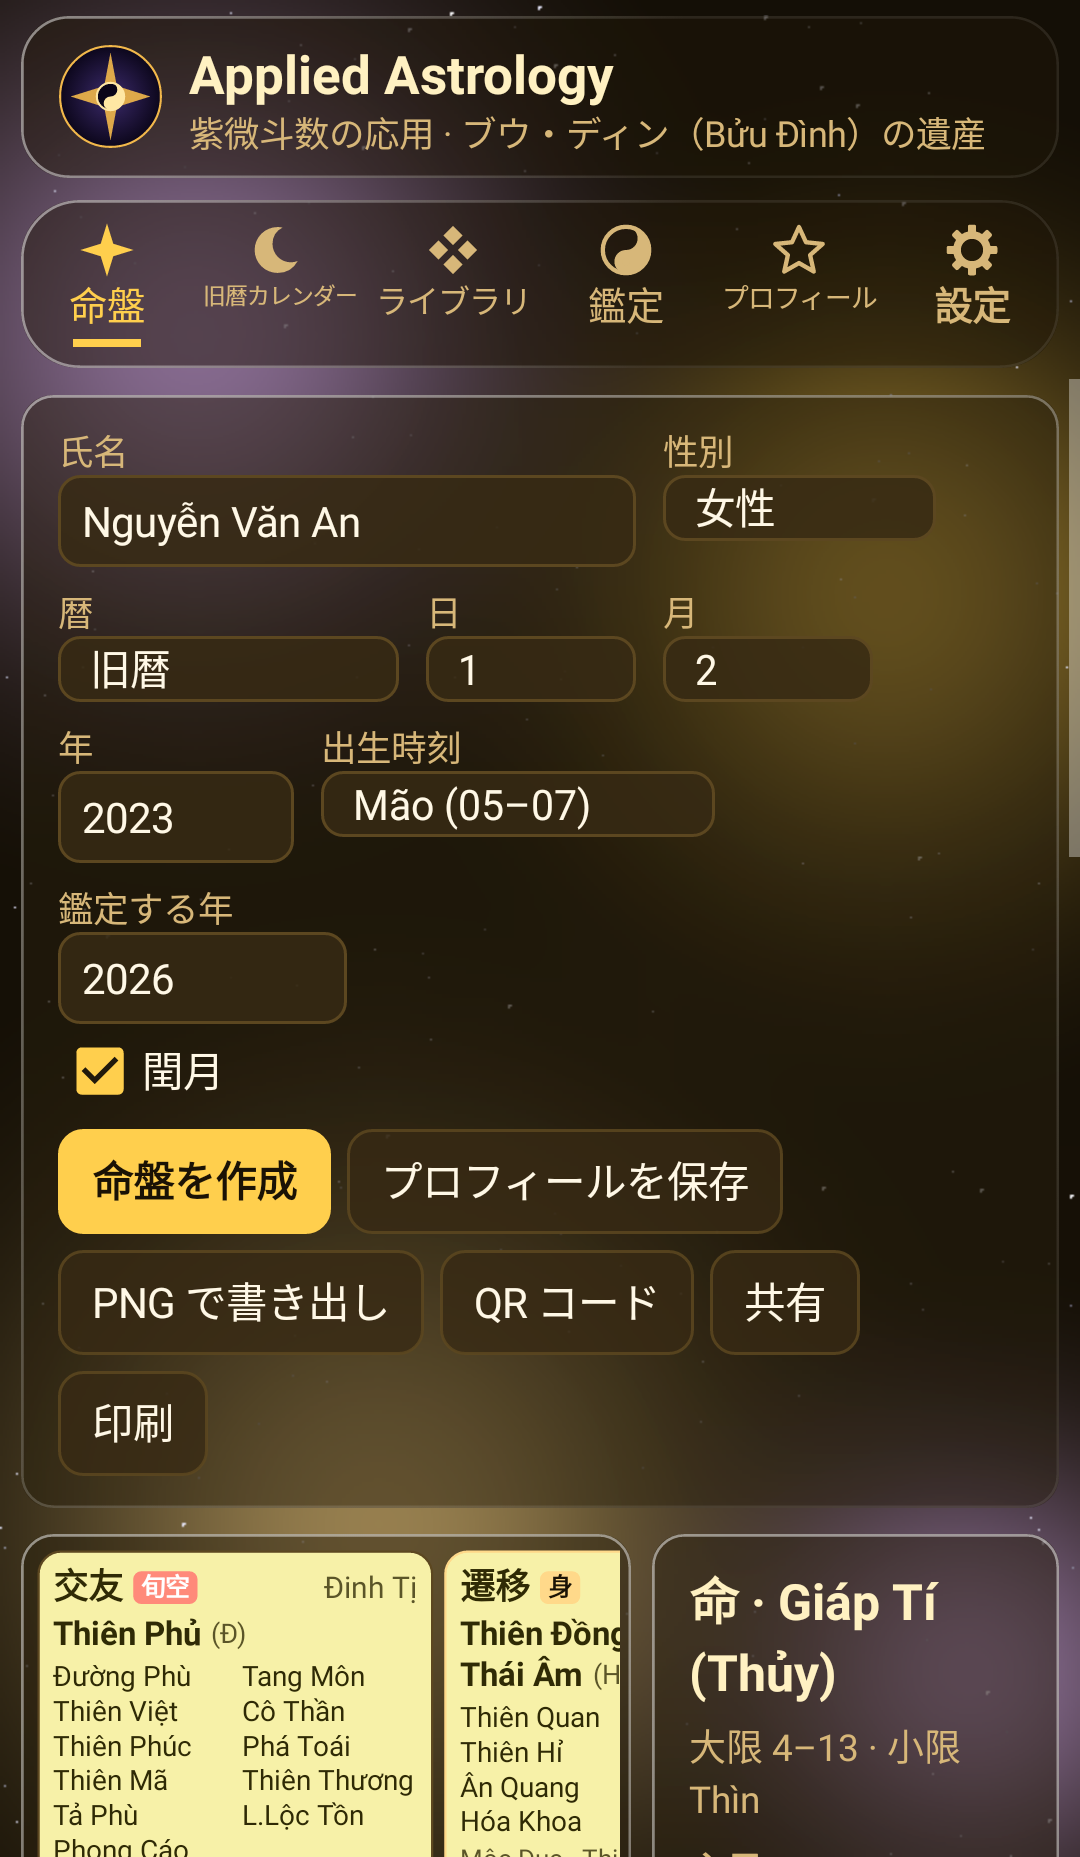 Applied Astrology
紫微斗数の応用 · ブウ・ディン（Bửu Đình）の遺産
命盤
旧暦カレンダー
ライブラリ
鑑定
プロフィール
設定
氏名
性別
Nguyễn Văn An
女性
暦
日
月
旧暦
1
2
年
出生時刻
2023
Mão (05–07)
鑑定する年
2026
閏月
命盤を作成
プロフィールを保存
PNG で書き出し
QR コード
共有
印刷
交友 旬空 Đinh Tị
Thiên Phủ (Đ)
Đường Phù Tang Môn
Thiên Việt Cô Thần
Thiên Phúc Phá Toái
Thiên Mã Thiên Thương
Tả Phù L.Lộc Tồn
Phong Cáo
遷移 身
Thiên Đồng
Thái Âm (H
Thiên Quan
Thiên Hỉ
Ân Quang
Hóa Khoa
命 · Giáp Tí
(Thủy)
大限 4–13 · 小限
Thìn